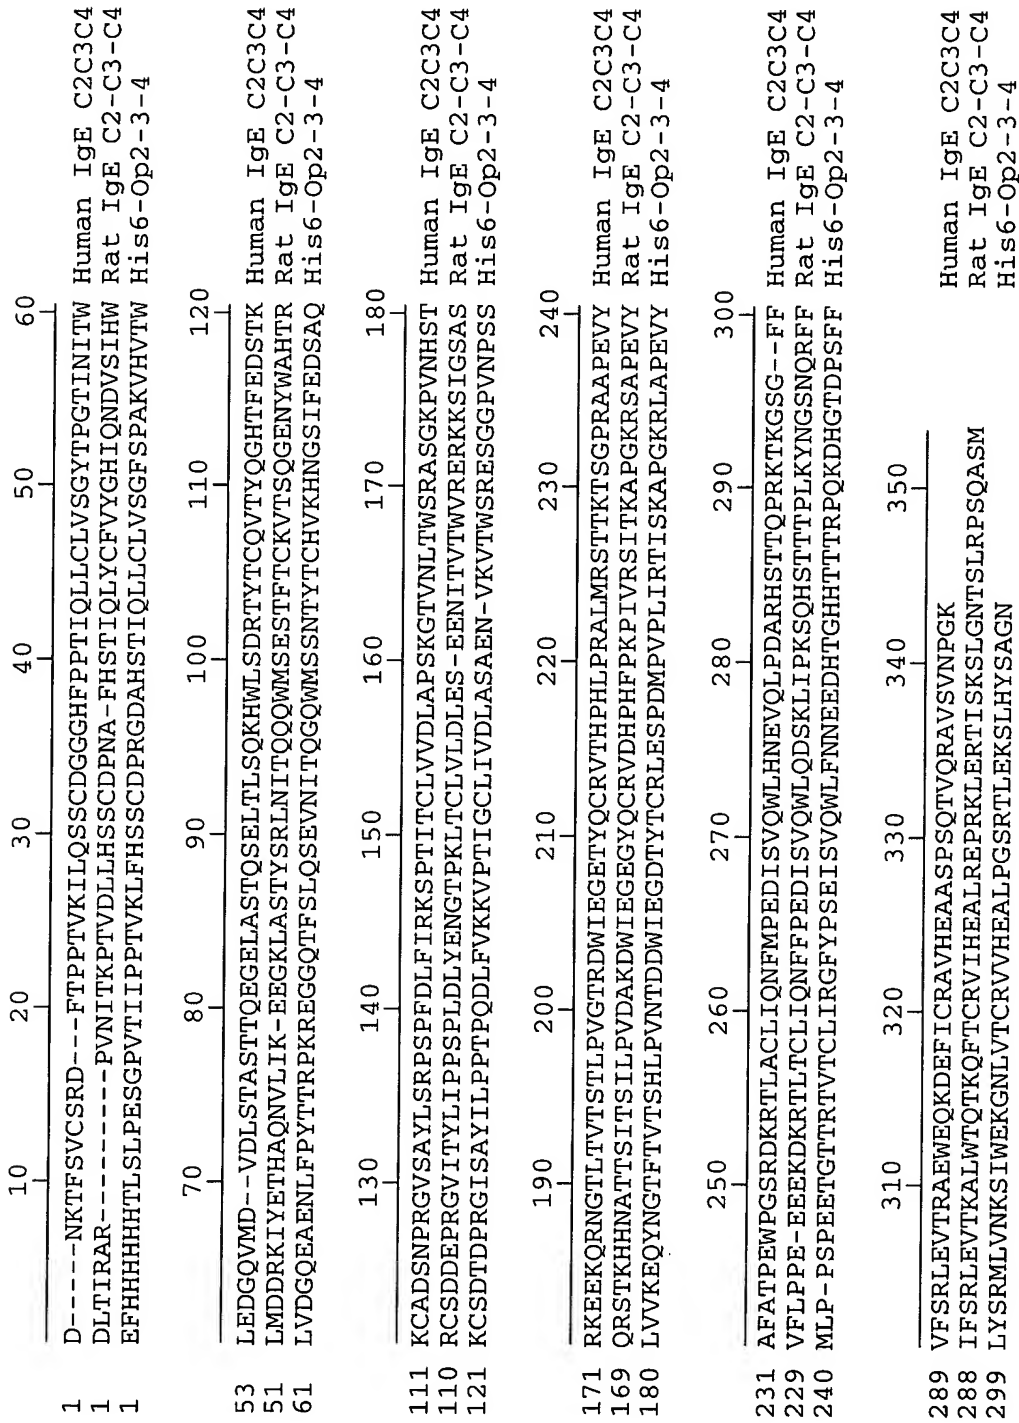 10 20 30 40 50 60
1 D-----NKTFSVCSRD---FTPPTVKILQSSCDGGGHFPPTIQLLCLVSGYTPGTINITW Human IgE C2C3C4
1 DLTIRAR---------PVNITKPTVDLLHSSCDPNA-FHSTIQLYCFVYGHIQNDVSIHW Rat IgE C2-C3-C4
1 EFHHHHHHTLSLPESGPVTIIPPTVKLFHSSCDPRGDAHSTIQLLCLVSGFSPAKVHVTW His6-Op2-3-4
70 80 90 100 110 120
53 LEDGQVMD--VDLSTASTTQEGELASTQSELTLSQKHWLSDRTYTCQVTYQGHTFEDSTK Human IgE C2C3C4
51 LMDDRKIYETHAQNVLIK-EEGKLASTYSRLNITQQQWMSESTFTCKVTSQGENYWAHTR Rat IgE C2-C3-C4
61 LVDGQEAENLFPYTTRPKREGGQTFSLQSEVNITQGQWMSSNTYTCHVKHNGSIFEDSAQ His6-Op2-3-4
130 140 150 160 170 180
111 KCADSNPRGVSAYLSRPSPFDLFIRKSPTITCLVVDLAPSKGTVNLTWSRASGKPVNHST Human IgE C2C3C4
110 RCSDDEPRGVITYLIPPSPLDLYENGTPKLTCLVLDLES-EENITVTWVRERKKSIGSAS Rat IgE C2-C3-C4
121 KCSDTDPRGISAYILPPTPQDLFVKKVPTIGCLIVDLASAEN-VKVTWSRESGGPVNPSS His6-Op2-3-4
190 200 210 220 230 240
171 RKEEKQRNGTLTVTSTLPVGTRDWIEGETYQCRVTHPHLPRALMRSTTKTSGPRAAPEVY Human IgE C2C3C4
169 QRSTKHHNATTSITSILPVDAKDWIEGEGYQCRVDHPHFPKPIVRSITKAPGKRSAPEVY Rat IgE C2-C3-C4
180 LVVKEQYNGTFTVTSHLPVNTDDWIEGDTYTCRLESPDMPVPLIRTISKAPGKRLAPEVY His6-Op2-3-4
250 260 270 280 290 300
231 AFATPEWPGSRDKRTLACLIQNFMPEDISVQWLHNEVQLPDARHSTTQPRKTKGSG--FF Human IgE C2C3C4
229 VFLPPE-EEEKDKRTLTCLIQNFFPEDISVQWLQDSKLIPKSQHSTTTPLKYNGSNQRFF Rat IgE C2-C3-C4
240 MLP-PSPEETGTTRTVTCLIRGFYPSEISVQWLFNNEEDHTGHHTTTRPQKDHGTDPSFF His6-Op2-3-4
310 320 330 340 350
289 VFSRLEVTRAEWEQKDEFICRAVHEAASPSQTVQRAVSVNPGK Human IgE C2C3C4
288 IFSRLEVTKALWTQTKQFTCRVIHEALREPRKLERTISKSLGNTSLRPSQASM Rat IgE C2-C3-C4
299 LYSRMLVNKSIWEKGNLVTCRVVHEALPGSRTLEKSLHYSAGN His6-Op2-3-4